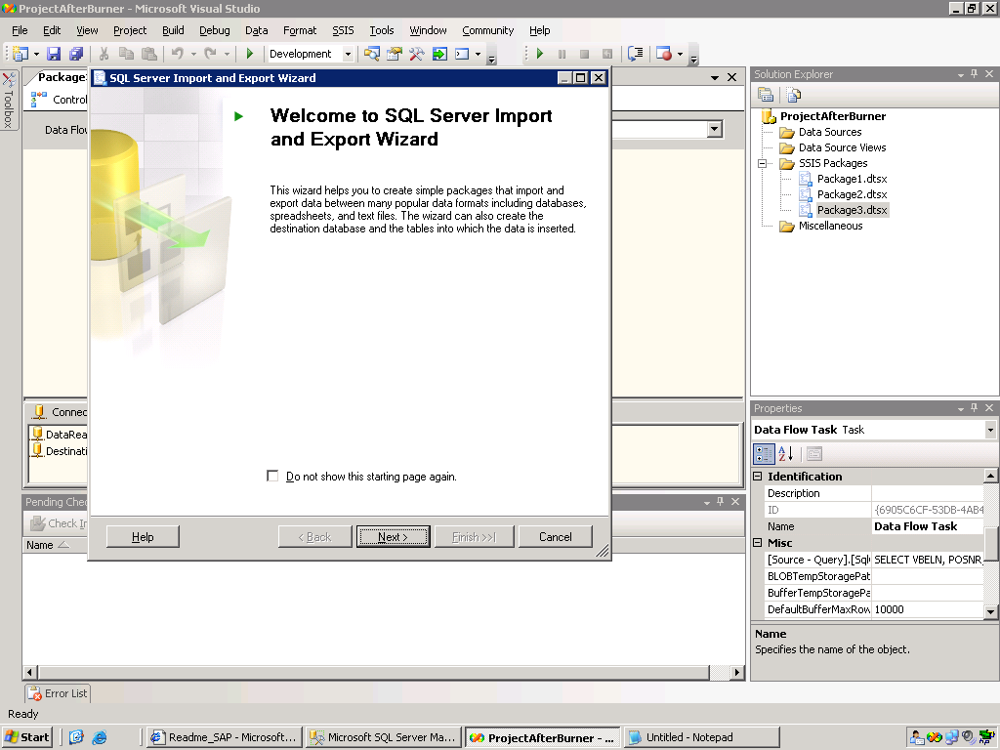 ProjectAfterBurner - Microsoft Visual Studio
File Edit View Project Build Debug Data Format SSIS Tools Window Community Help
Development
Toolbox
Package
Control
Data Flo
SQL Server Import and Export Wizard
Welcome to SQL Server Import
and Export Wizard
This wizard helps you to create simple packages that import and
export data between many popular data formats including databases,
spreadsheets, and text files. The wizard can also create the
destination database and the tables into which the data is inserted.
Do not show this starting page again.
Help < Back Next > Finish >>| Cancel
Connec
DataRea
Destinati
Pending Chec
Check In
Name
Error List
Ready
Solution Explorer
ProjectAfterBurner
Data Sources
Data Source Views
SSIS Packages
Package1.dtsx
Package2.dtsx
Package3.dtsx
Miscellaneous
Properties
Data Flow Task Task
Identification
Description
ID {6905C6CF-53DB-4AB4
Name Data Flow Task
Misc
[Source - Query].[Sql SELECT VBELN, POSNR,
BLOBTempStoragePat
BufferTempStoragePa
DefaultBufferMaxRow 10000
Name
Specifies the name of the object.
Start Readme_SAP - Microsoft... Microsoft SQL Server Ma... ProjectAfterBurner - ... Untitled - Notepad